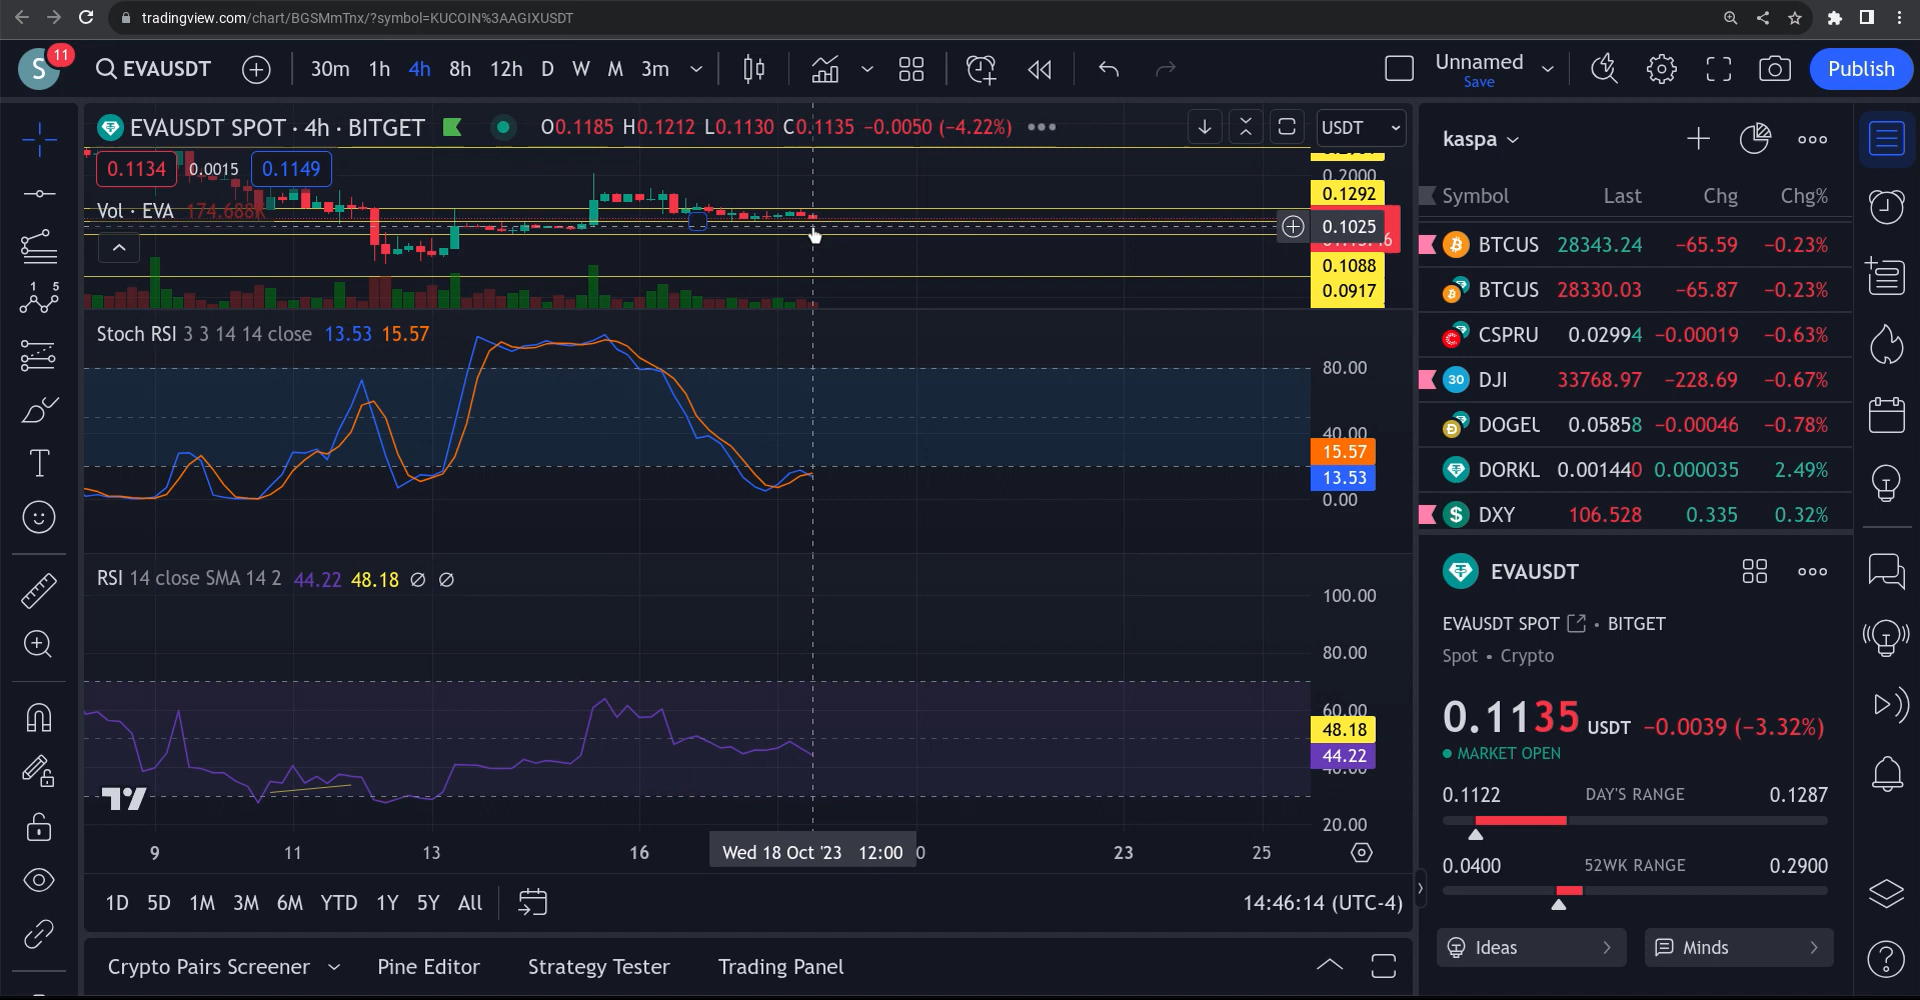 tradingview.com/chart/BGSMmTnx/?symbol=KUCOIN%3AAGIXUSDT
S 11 EVAUSDT 30m 1h 4h 8h 12h D W M 3m Unnamed Save Publish
EVAUSDT SPOT · 4h · BITGET O0.1185 H0.1212 L0.1130 C0.1135 −0.0050 (−4.22%) USDT
0.1134 0.0015 0.1149
Vol · EVA 174.688K
0.2000
0.1292
0.1025
0.1088
0.0917
Stoch RSI 3 3 14 14 close 13.53 15.57
80.00
40.00
15.57
13.53
0.00
RSI 14 close SMA 14 2 44.22 48.18 ∅ ∅
100.00
80.00
60.00
48.18
44.22
40.00
20.00
9 11 13 16 Wed 18 Oct '23 12:00 0 23 25
1D 5D 1M 3M 6M YTD 1Y 5Y All 14:46:14 (UTC-4)
Crypto Pairs Screener Pine Editor Strategy Tester Trading Panel
kaspa
Symbol Last Chg Chg%
BTCUS 28343.24 −65.59 −0.23%
BTCUS 28330.03 −65.87 −0.23%
CSPRU 0.02994 −0.00019 −0.63%
30 DJI 33768.97 −228.69 −0.67%
DOGEL 0.05858 −0.00046 −0.78%
DORKL 0.001440 0.000035 2.49%
DXY 106.528 0.335 0.32%
EVAUSDT
EVAUSDT SPOT • BITGET
Spot • Crypto
0.1135 USDT −0.0039 (−3.32%)
MARKET OPEN
0.1122 DAY'S RANGE 0.1287
0.0400 52WK RANGE 0.2900
Ideas Minds